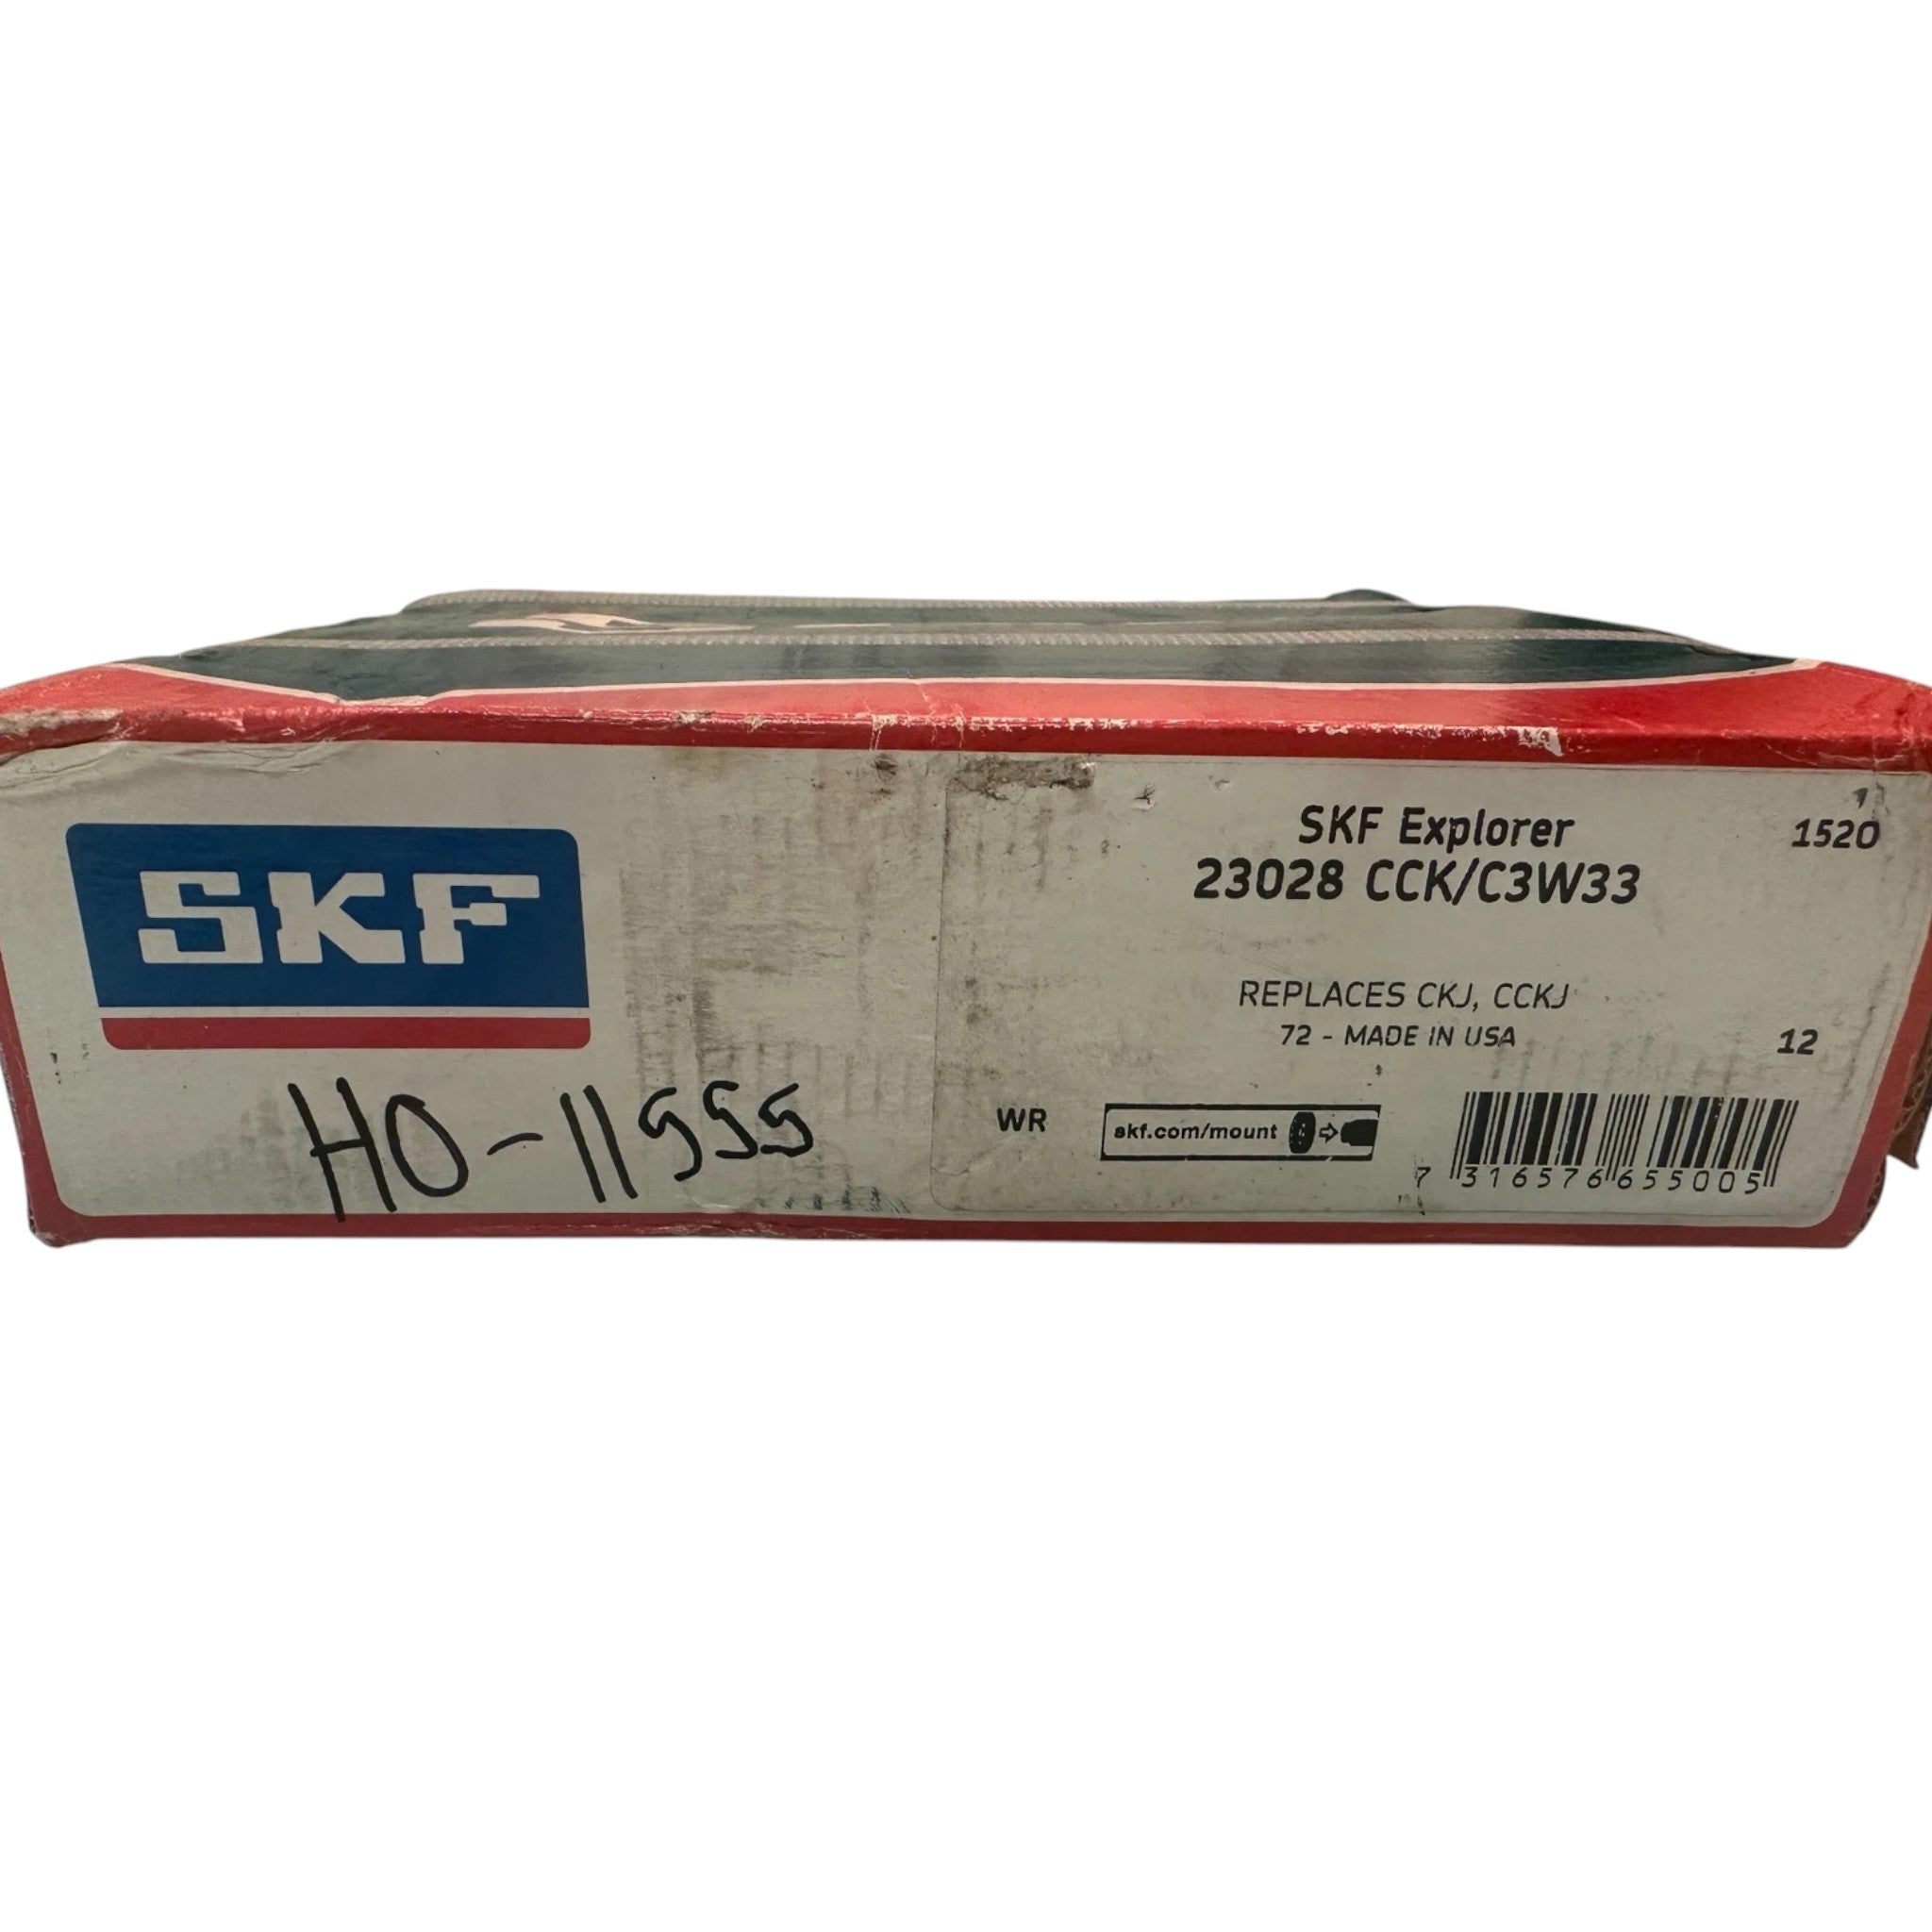 SKF
HO-11555
SKF Explorer
1520
23028 CCK/C3W33
REPLACES CKJ, CCKJ
72 - MADE IN USA
12
WR
skf.com/mount
7 316576 655005